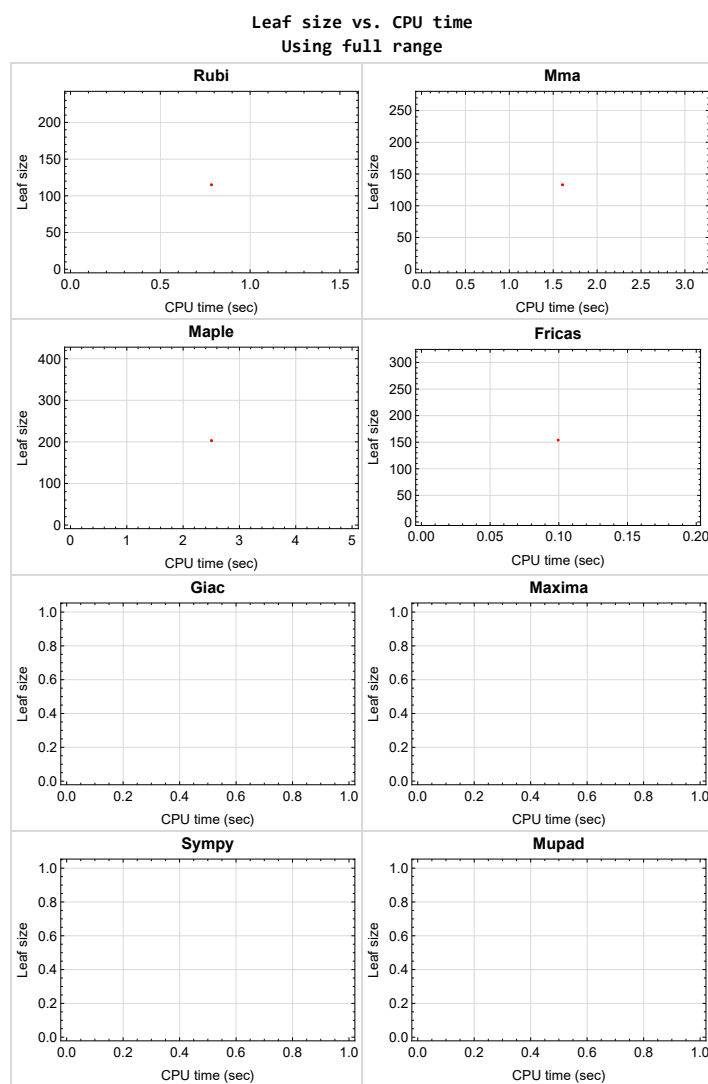 Leaf size vs. CPU time
Using full range
Rubi
Leaf size
200
150
100
50
0
0.0 0.5 1.0 1.5
CPU time (sec)
Mma
Leaf size
250
200
150
100
50
0
0.0 0.5 1.0 1.5 2.0 2.5 3.0
CPU time (sec)
Maple
Leaf size
400
300
200
100
0
0 1 2 3 4 5
CPU time (sec)
Fricas
Leaf size
300
250
200
150
100
50
0
0.00 0.05 0.10 0.15 0.20
CPU time (sec)
Giac
Leaf size
1.0
0.8
0.6
0.4
0.2
0.0
0.0 0.2 0.4 0.6 0.8 1.0
CPU time (sec)
Maxima
Leaf size
1.0
0.8
0.6
0.4
0.2
0.0
0.0 0.2 0.4 0.6 0.8 1.0
CPU time (sec)
Sympy
Leaf size
1.0
0.8
0.6
0.4
0.2
0.0
0.0 0.2 0.4 0.6 0.8 1.0
CPU time (sec)
Mupad
Leaf size
1.0
0.8
0.6
0.4
0.2
0.0
0.0 0.2 0.4 0.6 0.8 1.0
CPU time (sec)